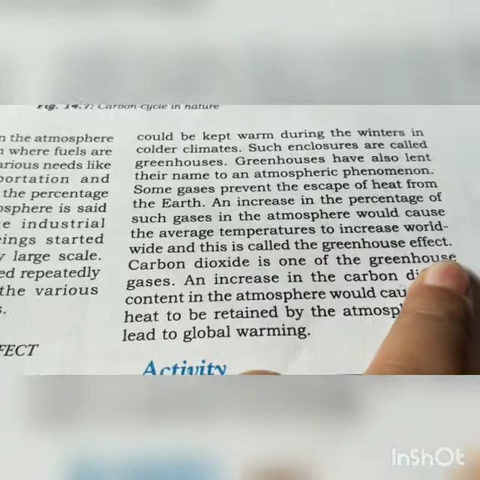 Fig. 14.7: Carbon-cycle in nature
n the atmosphere
where fuels are
arious needs like
portation and
the percentage
osphere is said
e industrial
ings started
y large scale.
ed repeatedly
the various
s.
FECT
could be kept warm during the winters in
colder climates. Such enclosures are called
greenhouses. Greenhouses have also lent
their name to an atmospheric phenomenon.
Some gases prevent the escape of heat from
the Earth. An increase in the percentage of
such gases in the atmosphere would cause
the average temperatures to increase world-
wide and this is called the greenhouse effect.
Carbon dioxide is one of the greenhouse
gases. An increase in the carbon di
content in the atmosphere would cau
heat to be retained by the atmosp
lead to global warming.
Activity
InShOt